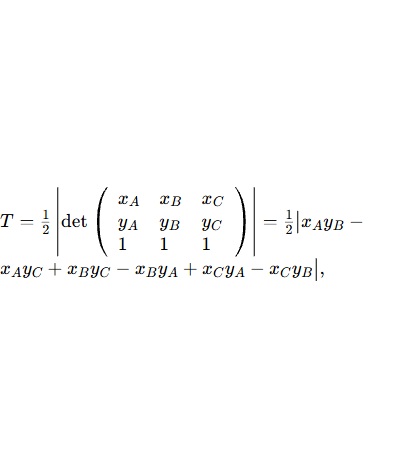 T = 1/2 |det ( x_A x_B x_C
y_A y_B y_C
1 1 1 )| = 1/2 |x_A y_B −
x_A y_C + x_B y_C − x_B y_A + x_C y_A − x_C y_B|,